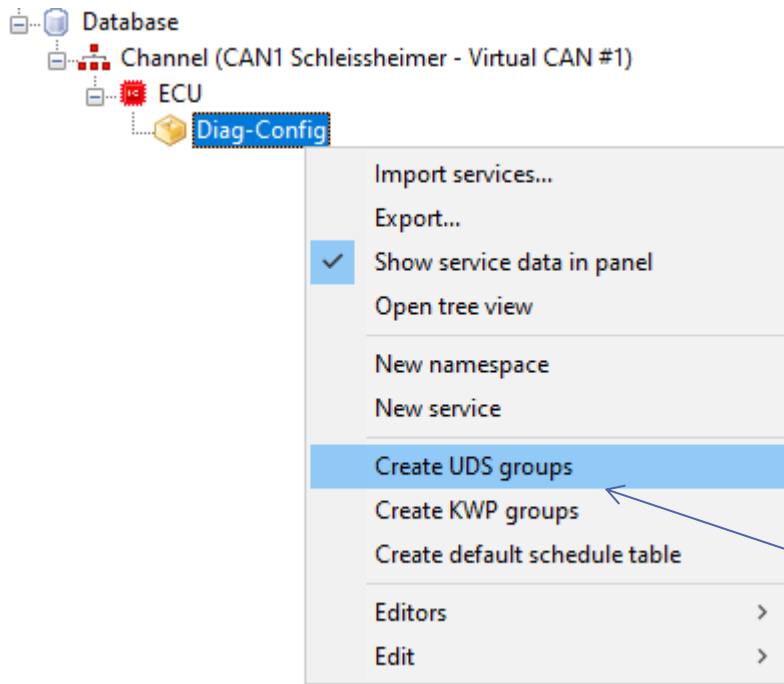 Database
Channel (CAN1 Schleissheimer - Virtual CAN #1)
ECU
Diag-Config
Import services...
Export...
Show service data in panel
Open tree view
New namespace
New service
Create UDS groups
Create KWP groups
Create default schedule table
Editors
Edit